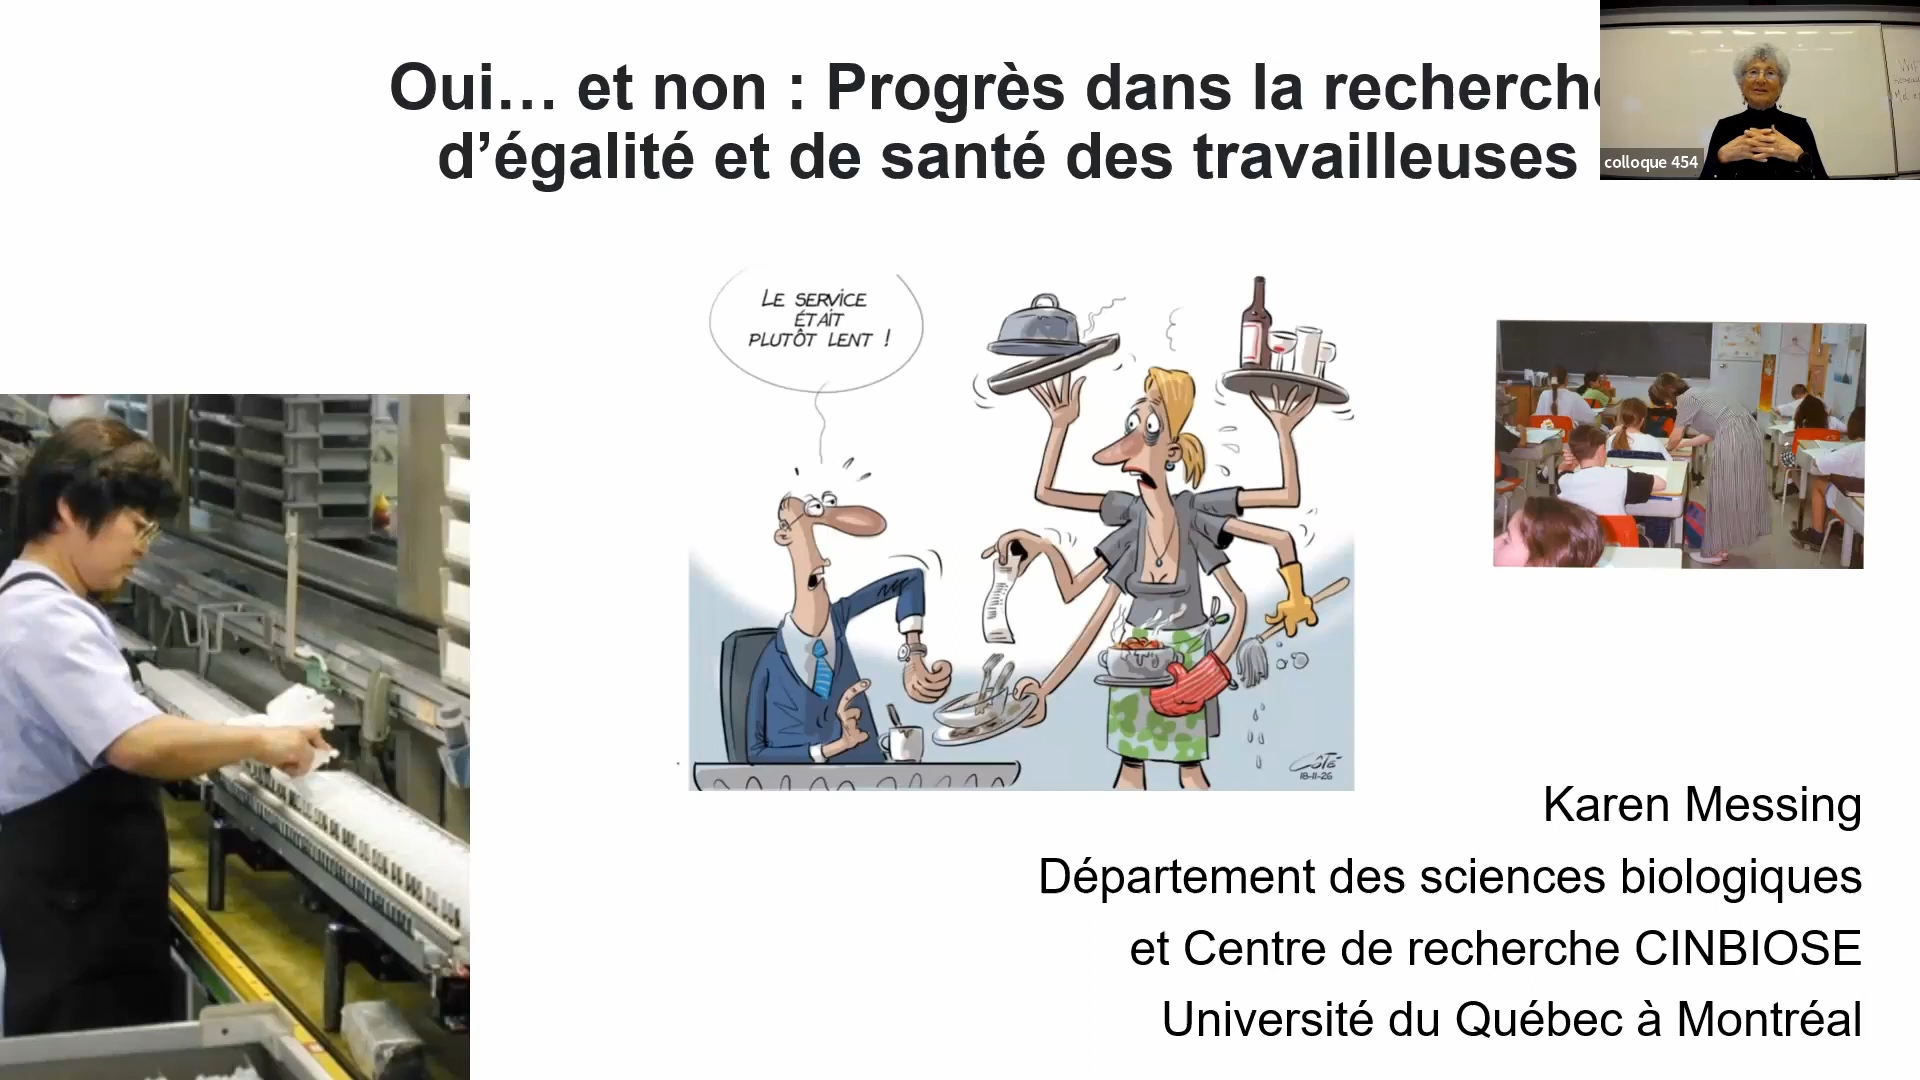 Oui… et non : Progrès dans la recherche
d’égalité et de santé des travailleuses
colloque 454
LE SERVICE
ÉTAIT
PLUTÔT LENT !
CÔTÉ
18-11-26
Karen Messing
Département des sciences biologiques
et Centre de recherche CINBIOSE
Université du Québec à Montréal